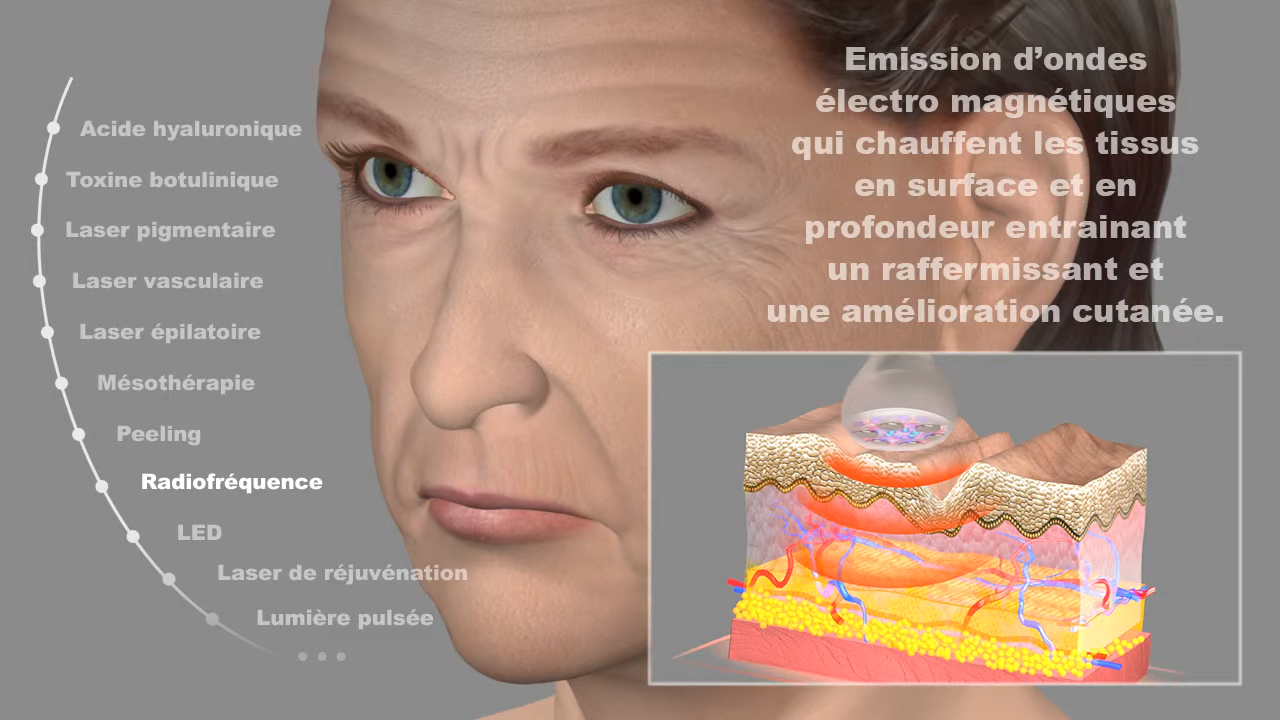 Acide hyaluronique
Toxine botulinique
Laser pigmentaire
Laser vasculaire
Laser épilatoire
Mésothérapie
Peeling
Radiofréquence
LED
Laser de réjuvénation
Lumière pulsée
Emission d’ondes
électro magnétiques
qui chauffent les tissus
en surface et en
profondeur entrainant
un raffermissant et
une amélioration cutanée.